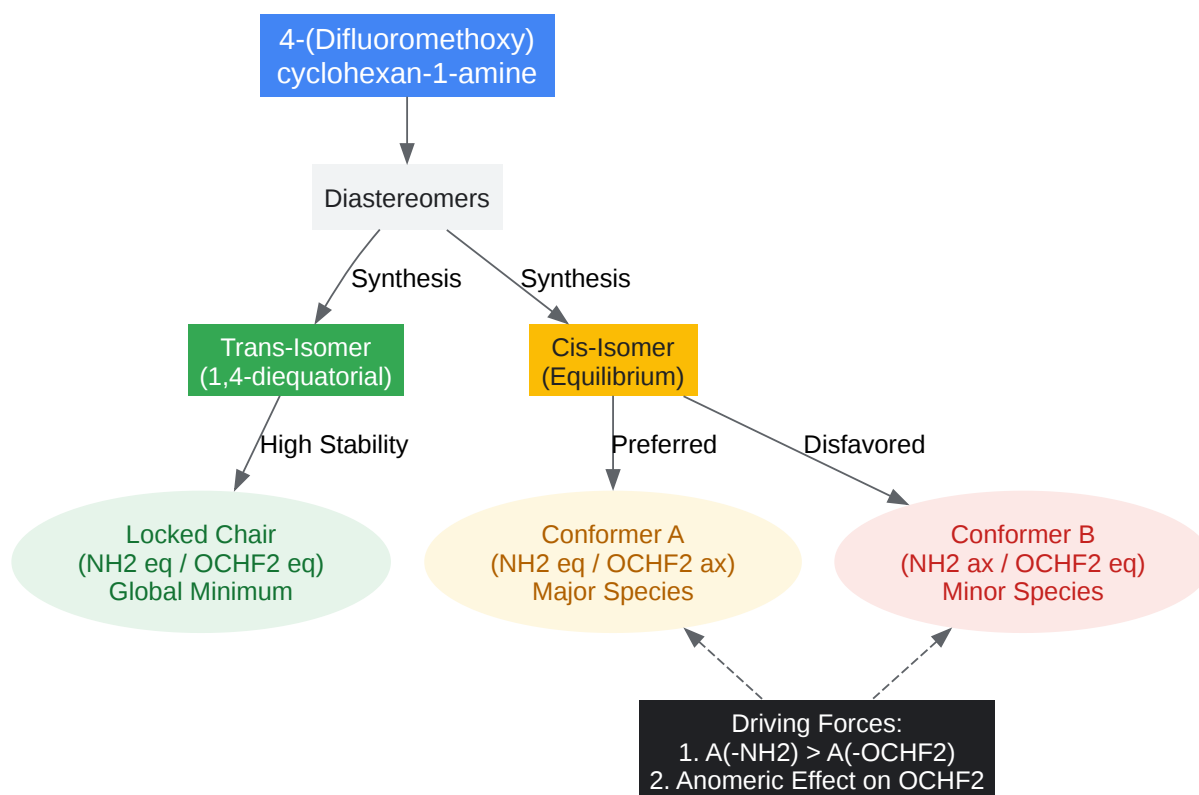 4-(Difluoromethoxy)
cyclohexan-1-amine
Diastereomers
Synthesis
Synthesis
Trans-Isomer
(1,4-diequatorial)
Cis-Isomer
(Equilibrium)
High Stability
Preferred
Disfavored
Locked Chair
(NH2 eq / OCHF2 eq)
Global Minimum
Conformer A
(NH2 eq / OCHF2 ax)
Major Species
Conformer B
(NH2 ax / OCHF2 eq)
Minor Species
Driving Forces:
1. A(-NH2) > A(-OCHF2)
2. Anomeric Effect on OCHF2